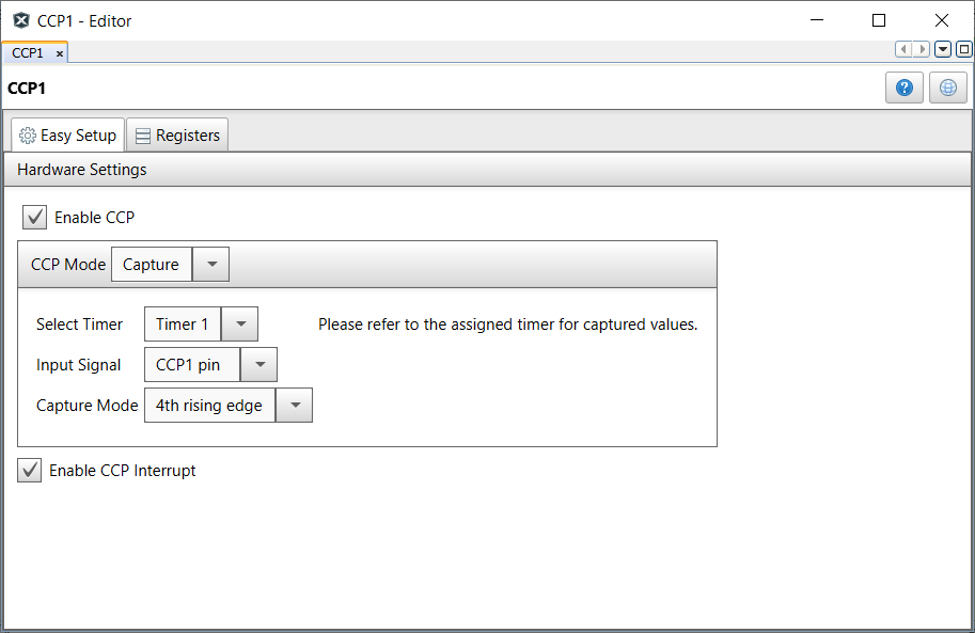 CCP1 - Editor
CCP1 x
CCP1
?
Easy Setup Registers
Hardware Settings
Enable CCP
CCP Mode Capture
Select Timer Timer 1 Please refer to the assigned timer for captured values.
Input Signal CCP1 pin
Capture Mode 4th rising edge
Enable CCP Interrupt